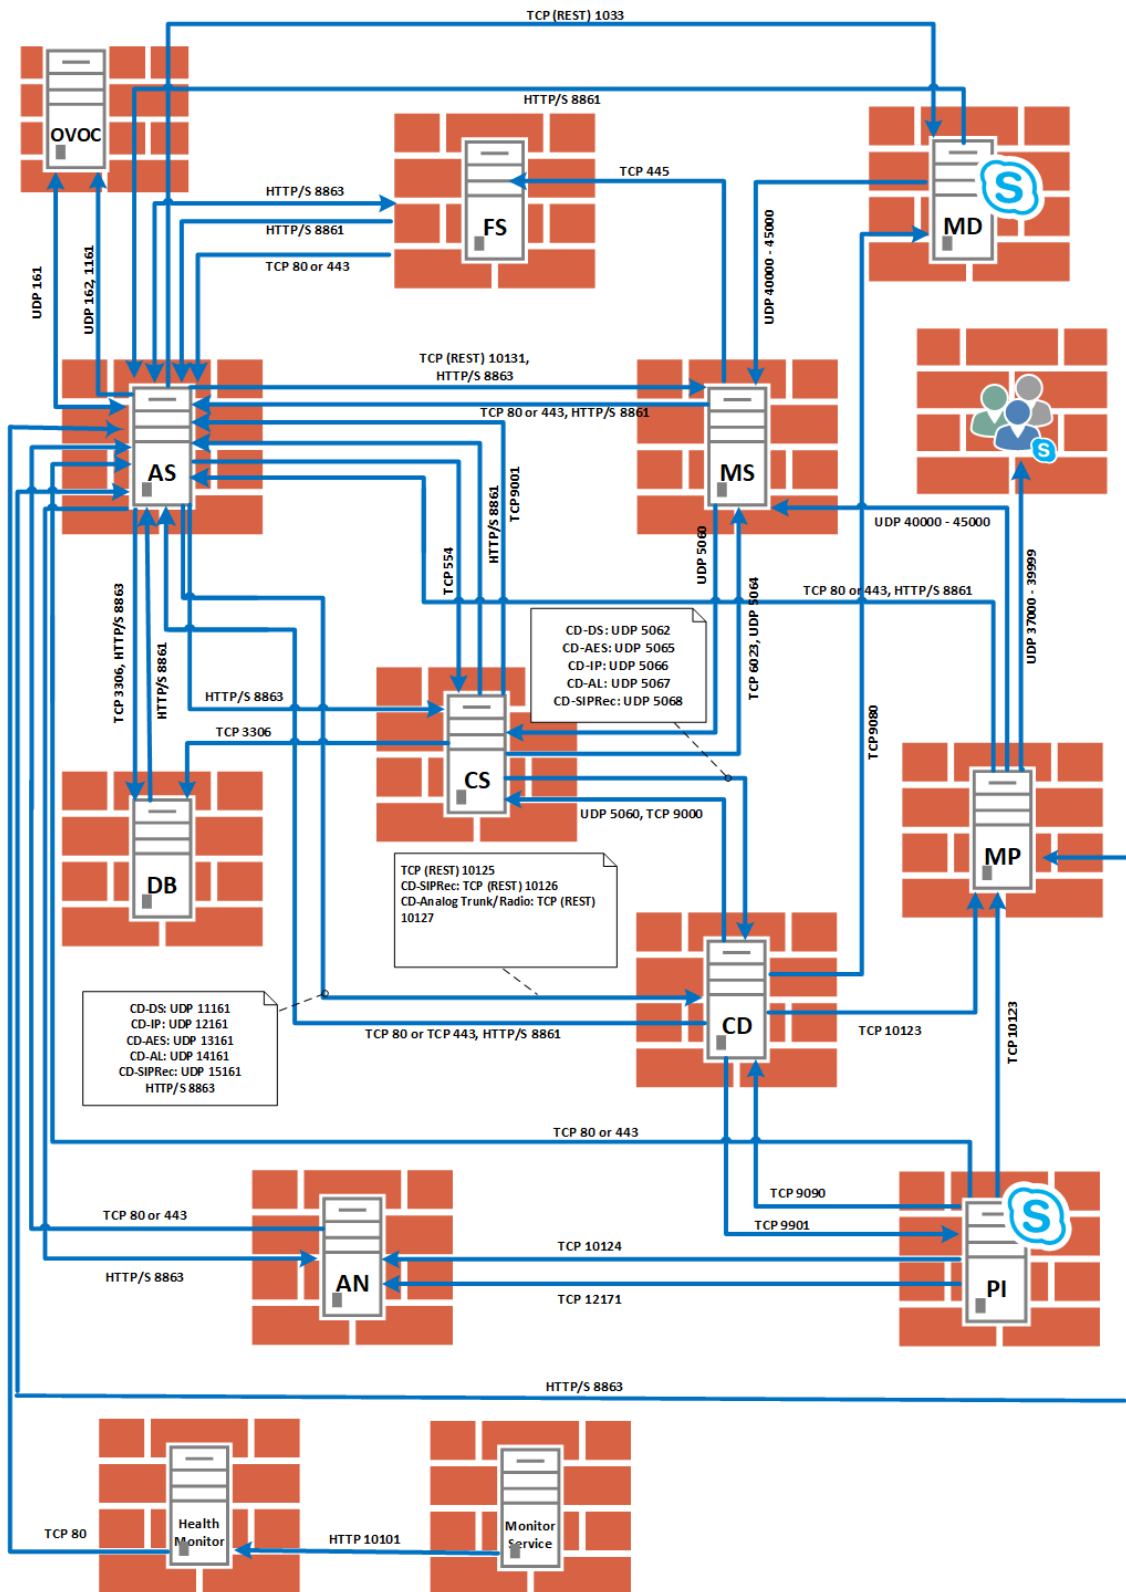 TCP (REST) 1033
HTTP/S 8861
OVOC
TCP 445
HTTP/S 8863
HTTP/S 8861
TCP 80 or 443
FS
S
MD
UDP 161
UDP 162, 1161
UDP 40000 - 45000
TCP (REST) 10131,
HTTP/S 8863
TCP 80 or 443, HTTP/S 8861
AS
MS
S
UDP 40000 - 45000
TCP 554
HTTP/S 8861
TCP9001
UDP 5060
TCP 6023, UDP 5064
TCP 80 or 443, HTTP/S 8861
UDP 37000 - 39999
TCP 3306, HTTP/S 8863
HTTP/S 8861
CD-DS: UDP 5062
CD-AES: UDP 5065
CD-IP: UDP 5066
CD-AL: UDP 5067
CD-SIPRec: UDP 5068
HTTP/S 8863
TCP 3306
TCP9080
CS
UDP 5060, TCP 9000
DB
MP
TCP (REST) 10125
CD-SIPRec: TCP (REST) 10126
CD-Analog Trunk/Radio: TCP (REST)
10127
CD-DS: UDP 11161
CD-IP: UDP 12161
CD-AES: UDP 13161
CD-AL: UDP 14161
CD-SIPRec: UDP 15161
HTTP/S 8863
TCP 80 or TCP 443, HTTP/S 8861
CD
TCP 10123
TCP10123
TCP 80 or 443
TCP 9090
TCP 9901
TCP 80 or 443
HTTP/S 8863
AN
TCP 10124
TCP 12171
S
PI
HTTP/S 8863
Health
Monitor
Monitor
Service
TCP 80
HTTP 10101